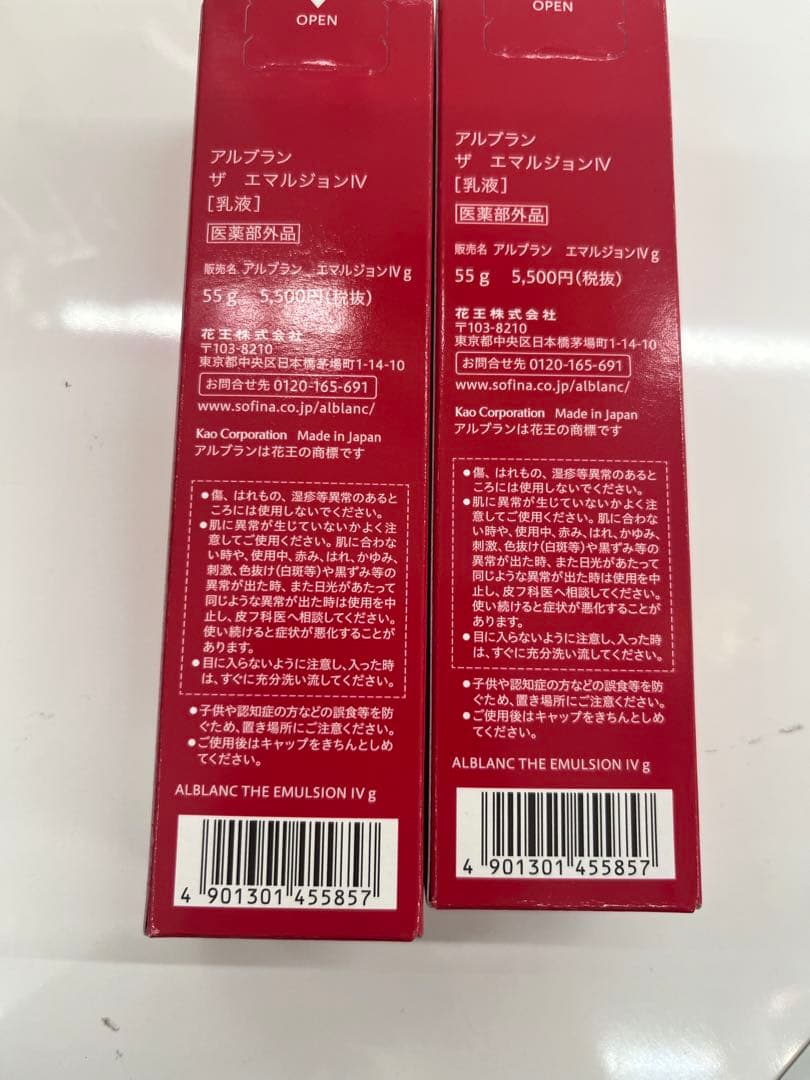 OPEN
アルブラン
ザ エマルジョンⅣ
[乳液]
医薬部外品
販売名 アルブラン エマルジョンⅣ g
55 g 5,500円(税抜)
花王株式会社
〒103-8210
東京都中央区日本橋茅場町1-14-10
お問合せ先 0120-165-691
www.sofina.co.jp/alblanc/
Kao Corporation Made in Japan
アルブランは花王の商標です
●傷、はれもの、湿疹等異常のあると
ころには使用しないでください。
●肌に異常が生じていないかよく注
意してご使用ください。肌に合わな
い時や、使用中、赤み、はれ、かゆみ、
刺激、色抜け(白斑等)や黒ずみ等の
異常が出た時、また日光があたって
同じような異常が出た時は使用を中
止し、皮フ科医へ相談してください。
使い続けると症状が悪化することが
あります。
●目に入らないように注意し、入った時
は、すぐに充分洗い流してください。
●子供や認知症の方などの誤食等を防
ぐため、置き場所にご注意ください。
●ご使用後はキャップをきちんとしめ
てください。
ALBLANC THE EMULSION IV g
4 901301 455857
OPEN
アルブラン
ザ エマルジョンⅣ
[乳液]
医薬部外品
販売名 アルブラン エマルジョンⅣ g
55 g 5,500円(税抜)
花王株式会社
〒103-8210
東京都中央区日本橋茅場町1-14-10
お問合せ先 0120-165-691
www.sofina.co.jp/alblanc/
Kao Corporation Made in Japan
アルブランは花王の商標です
●傷、はれもの、湿疹等異常のあると
ころには使用しないでください。
●肌に異常が生じていないかよく注
意してご使用ください。肌に合わな
い時や、使用中、赤み、はれ、かゆみ、
刺激、色抜け(白斑等)や黒ずみ等の
異常が出た時、また日光があたって
同じような異常が出た時は使用を中
止し、皮フ科医へ相談してください。
使い続けると症状が悪化することが
あります。
●目に入らないように注意し、入った時
は、すぐに充分洗い流してください。
●子供や認知症の方などの誤食等を防
ぐため、置き場所にご注意ください。
●ご使用後はキャップをきちんとしめ
てください。
ALBLANC THE EMULSION IV g
4 901301 455857